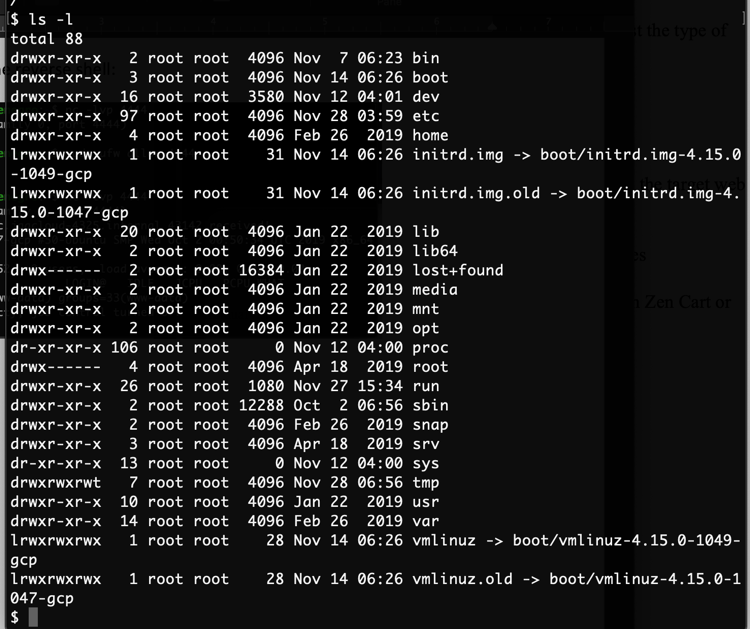 $ ls -l
total 88
drwxr-xr-x   2 root root  4096 Nov  7 06:23 bin
drwxr-xr-x   3 root root  4096 Nov 14 06:26 boot
drwxr-xr-x  16 root root  3580 Nov 12 04:01 dev
drwxr-xr-x  97 root root  4096 Nov 28 03:59 etc
drwxr-xr-x   4 root root  4096 Feb 26  2019 home
lrwxrwxrwx   1 root root    31 Nov 14 06:26 initrd.img -> boot/initrd.img-4.15.0
-1049-gcp
lrwxrwxrwx   1 root root    31 Nov 14 06:26 initrd.img.old -> boot/initrd.img-4.
15.0-1047-gcp
drwxr-xr-x  20 root root  4096 Jan 22  2019 lib
drwxr-xr-x   2 root root  4096 Jan 22  2019 lib64
drwx------   2 root root 16384 Jan 22  2019 lost+found
drwxr-xr-x   2 root root  4096 Jan 22  2019 media
drwxr-xr-x   2 root root  4096 Jan 22  2019 mnt
drwxr-xr-x   2 root root  4096 Jan 22  2019 opt
dr-xr-xr-x 106 root root     0 Nov 12 04:00 proc
drwx------   4 root root  4096 Apr 18  2019 root
drwxr-xr-x  26 root root  1080 Nov 27 15:34 run
drwxr-xr-x   2 root root 12288 Oct  2 06:56 sbin
drwxr-xr-x   2 root root  4096 Feb 26  2019 snap
drwxr-xr-x   3 root root  4096 Apr 18  2019 srv
dr-xr-xr-x  13 root root     0 Nov 12 04:00 sys
drwxrwxrwt   7 root root  4096 Nov 28 06:56 tmp
drwxr-xr-x  10 root root  4096 Jan 22  2019 usr
drwxr-xr-x  14 root root  4096 Feb 26  2019 var
lrwxrwxrwx   1 root root    28 Nov 14 06:26 vmlinuz -> boot/vmlinuz-4.15.0-1049-
gcp
lrwxrwxrwx   1 root root    28 Nov 14 06:26 vmlinuz.old -> boot/vmlinuz-4.15.0-1
047-gcp
$
the type of
the target web
Zen Cart or